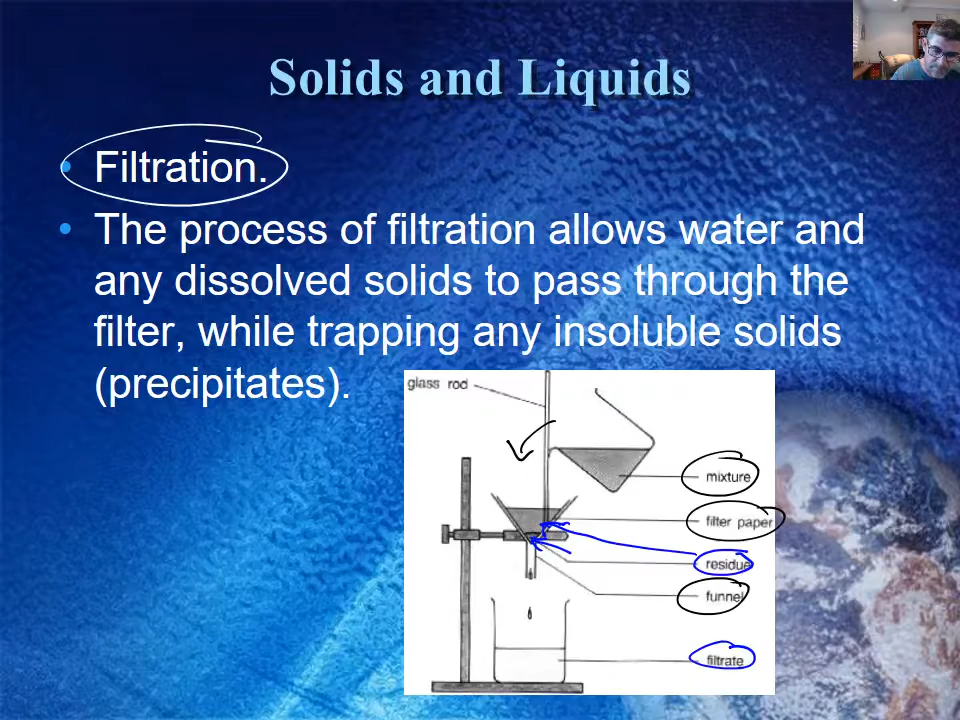 Solids and Liquids
• Filtration.
• The process of filtration allows water and
any dissolved solids to pass through the
filter, while trapping any insoluble solids
(precipitates).
glass rod
mixture
filter paper
residue
funnel
filtrate